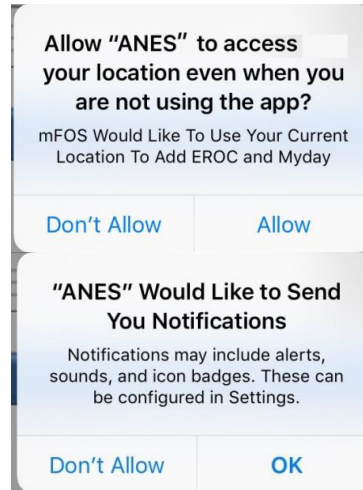 Allow “ANES” to access
your location even when you
are not using the app?
mFOS Would Like To Use Your Current
Location To Add EROC and Myday
Don’t Allow Allow
“ANES” Would Like to Send
You Notifications
Notifications may include alerts,
sounds, and icon badges. These can
be configured in Settings.
Don’t Allow OK